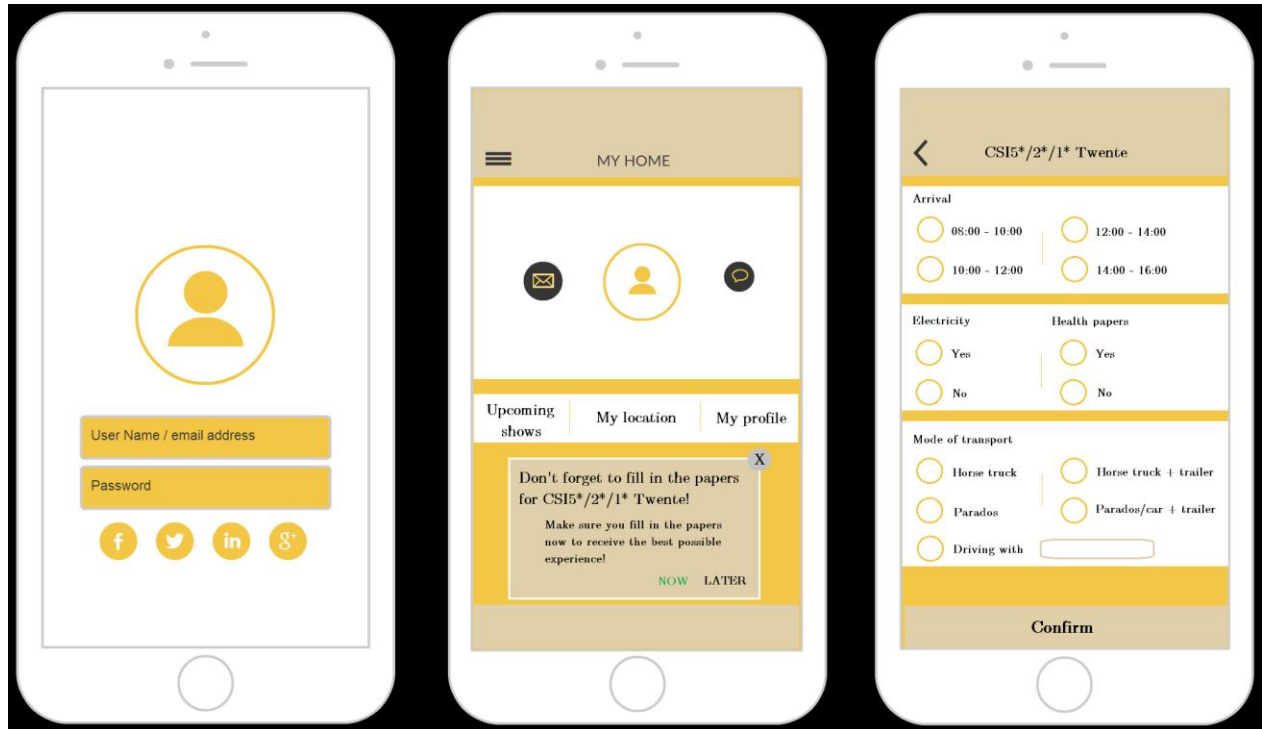 User Name / email address
Password
f
in
g+
MY HOME
Upcoming
shows
My location
My profile
X
Don't forget to fill in the papers
for CSI5*/2*/1* Twente!
Make sure you fill in the papers
now to receive the best possible
experience!
NOW LATER
CSI5*/2*/1* Twente
Arrival
08:00 - 10:00
12:00 - 14:00
10:00 - 12:00
14:00 - 16:00
Electricity
Health papers
Yes
Yes
No
No
Mode of transport
Horse truck
Horse truck + trailer
Parados
Parados/car + trailer
Driving with
Confirm